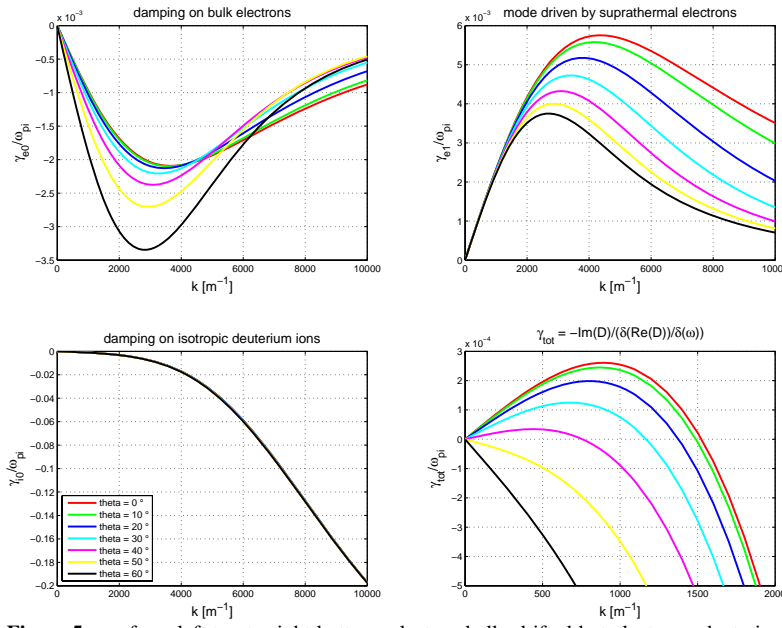 damping on bulk electrons
x 10⁻³
0
−0.5
−1
−1.5
−2
−2.5
−3
−3.5
γe0/ωpi
0 2000 4000 6000 8000 10000
k [m⁻¹]
mode driven by suprathermal electrons
x 10⁻³
6
5
4
3
2
1
0
γe1/ωpi
0 2000 4000 6000 8000 10000
k [m⁻¹]
damping on isotropic deuterium ions
0
−0.02
−0.04
−0.06
−0.08
−0.1
−0.12
−0.14
−0.16
−0.18
−0.2
γi0/ωpi
theta = 0 °
theta = 10 °
theta = 20 °
theta = 30 °
theta = 40 °
theta = 50 °
theta = 60 °
0 2000 4000 6000 8000 10000
k [m⁻¹]
γtot = −Im(D)/(δ(Re(D))/δ(ω))
x 10⁻⁴
3
2
1
0
−1
−2
−3
−4
−5
γtot/ωpi
0 500 1000 1500 2000
k [m⁻¹]